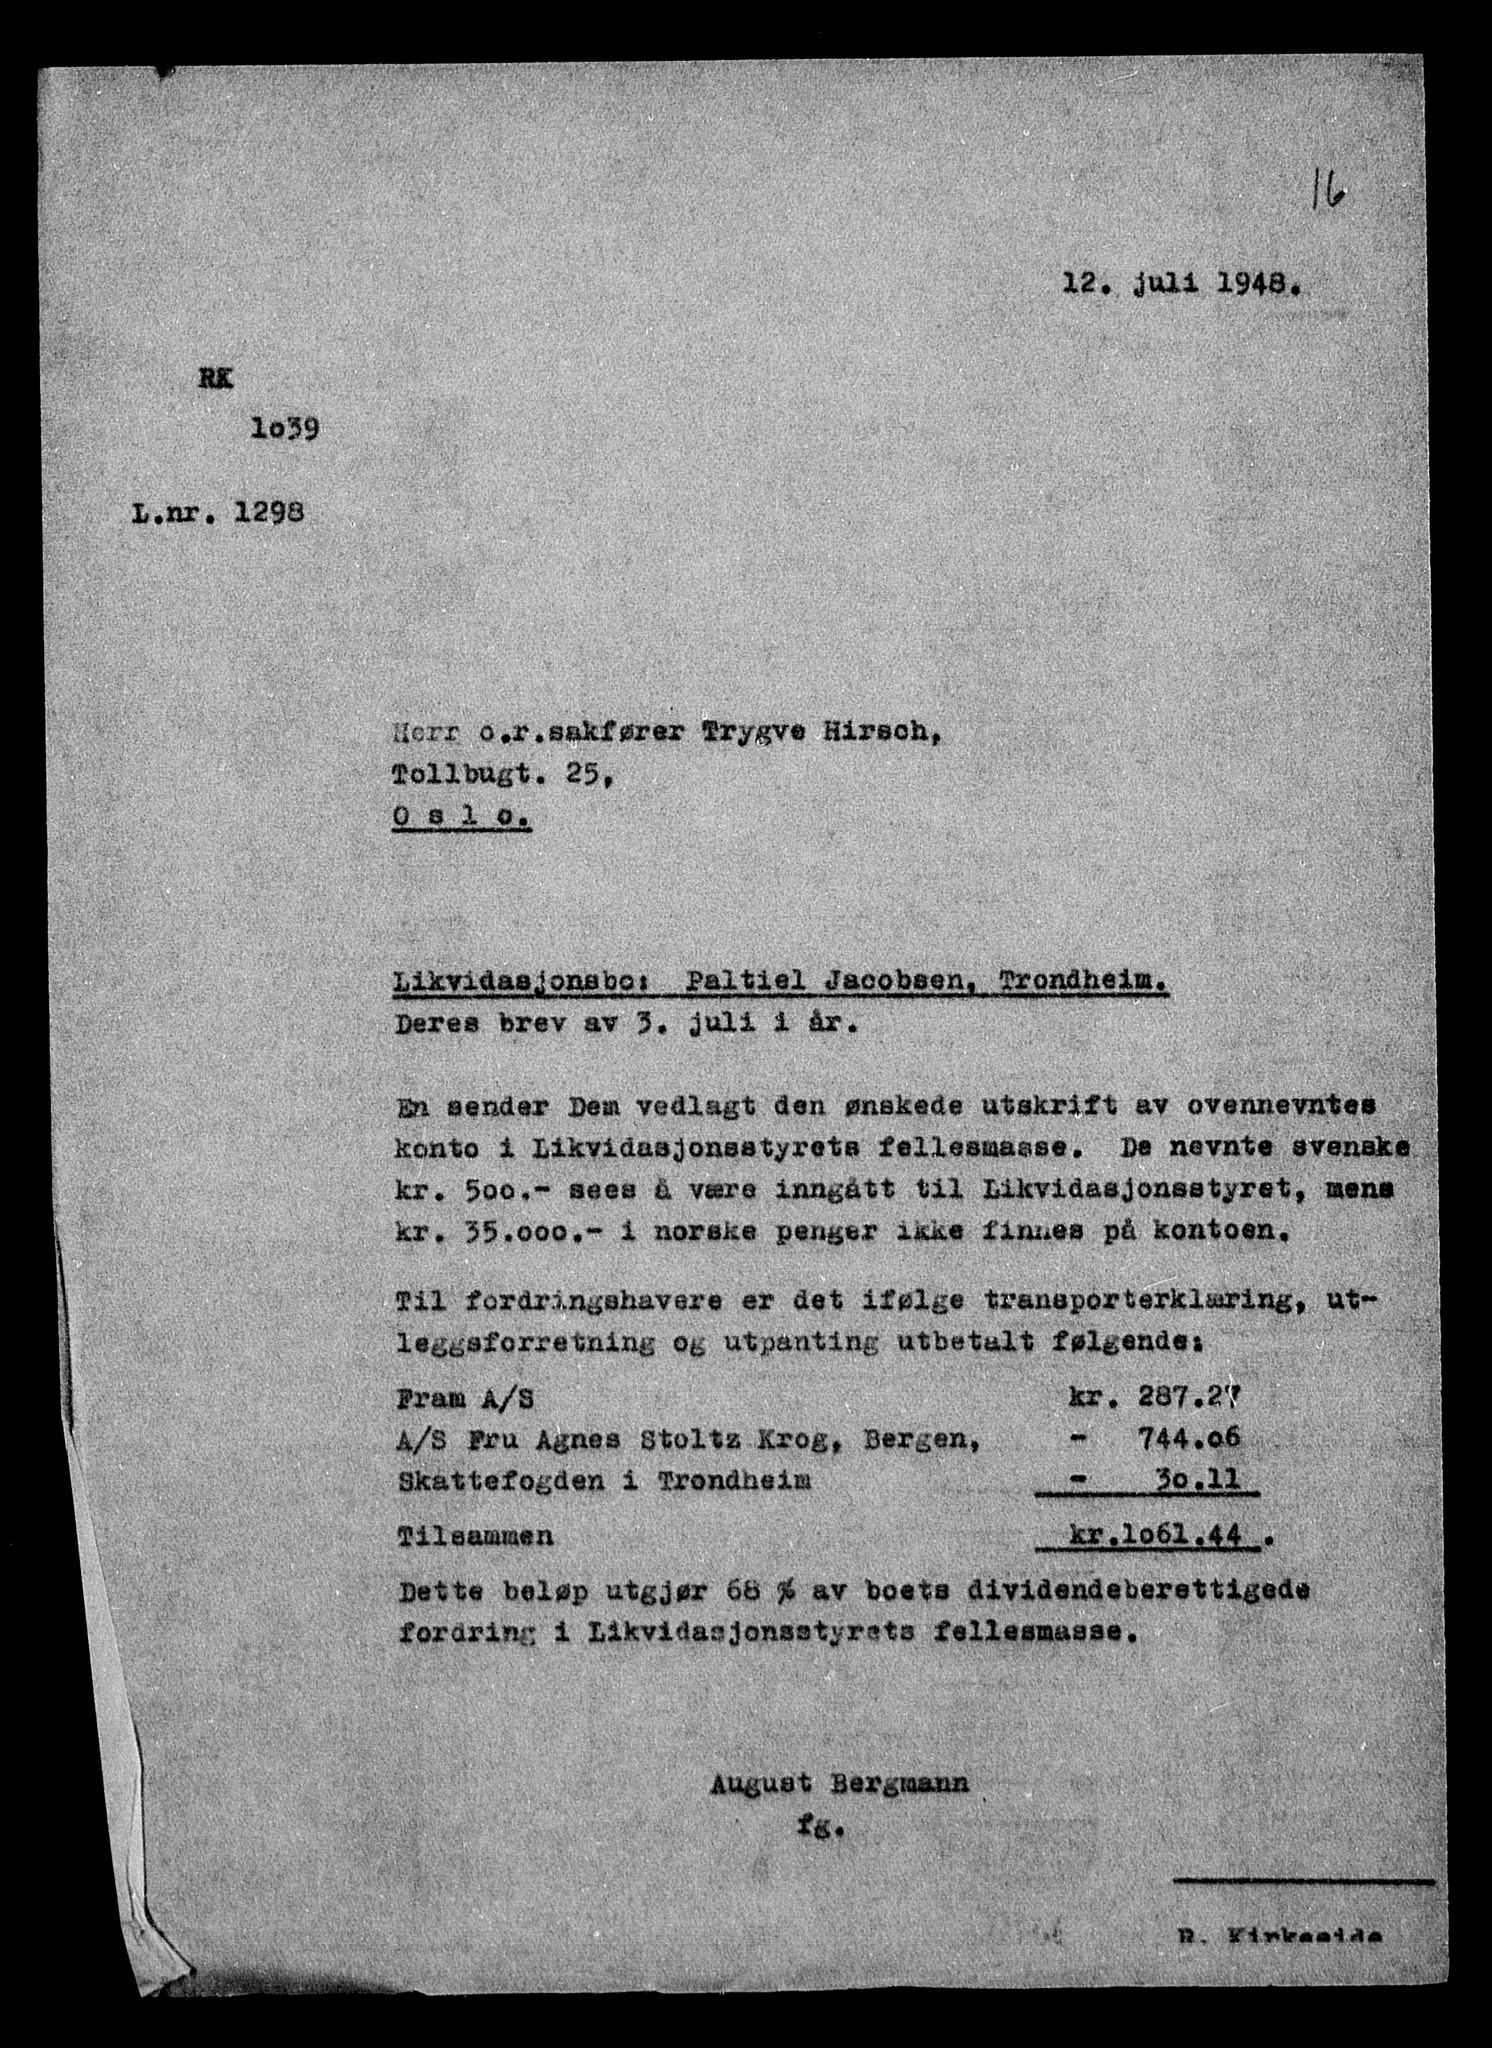 16
12. juli 1948.
RK
1o39
L.nr. 1298
Herr o.r.sakfører Trygve Hirsch,
Tollbugt. 25,
O s l o.
Likvidasjonsbo: Paltiel Jacobsen, Trondheim.
Deres brev av 3. juli i år.
En sender Dem vedlagt den ønskede utskrift av ovennevntes
konto i Likvidasjonsstyrets fellesmasse. De nevnte svenske
kr. 5oo.- sees å være inngått til Likvidasjonsstyret, mens
kr. 35.ooo.- i norske penger ikke finnes på kontoen.
Til fordringshavere er det ifølge transporterklæring, ut-
leggsforretning og utpanting utbetalt følgende:
Fram A/S kr. 287.27
A/S Fru Agnes Stoltz Krog, Bergen, - 744.o6
Skattefogden i Trondheim - 3o.11
Tilsammen kr.1o61.44 .
Dette beløp utgjør 68 % av boets dividendeberettigede
fordring i Likvidasjonsstyrets fellesmasse.
August Bergmann
fg.
R. Kirkeeide